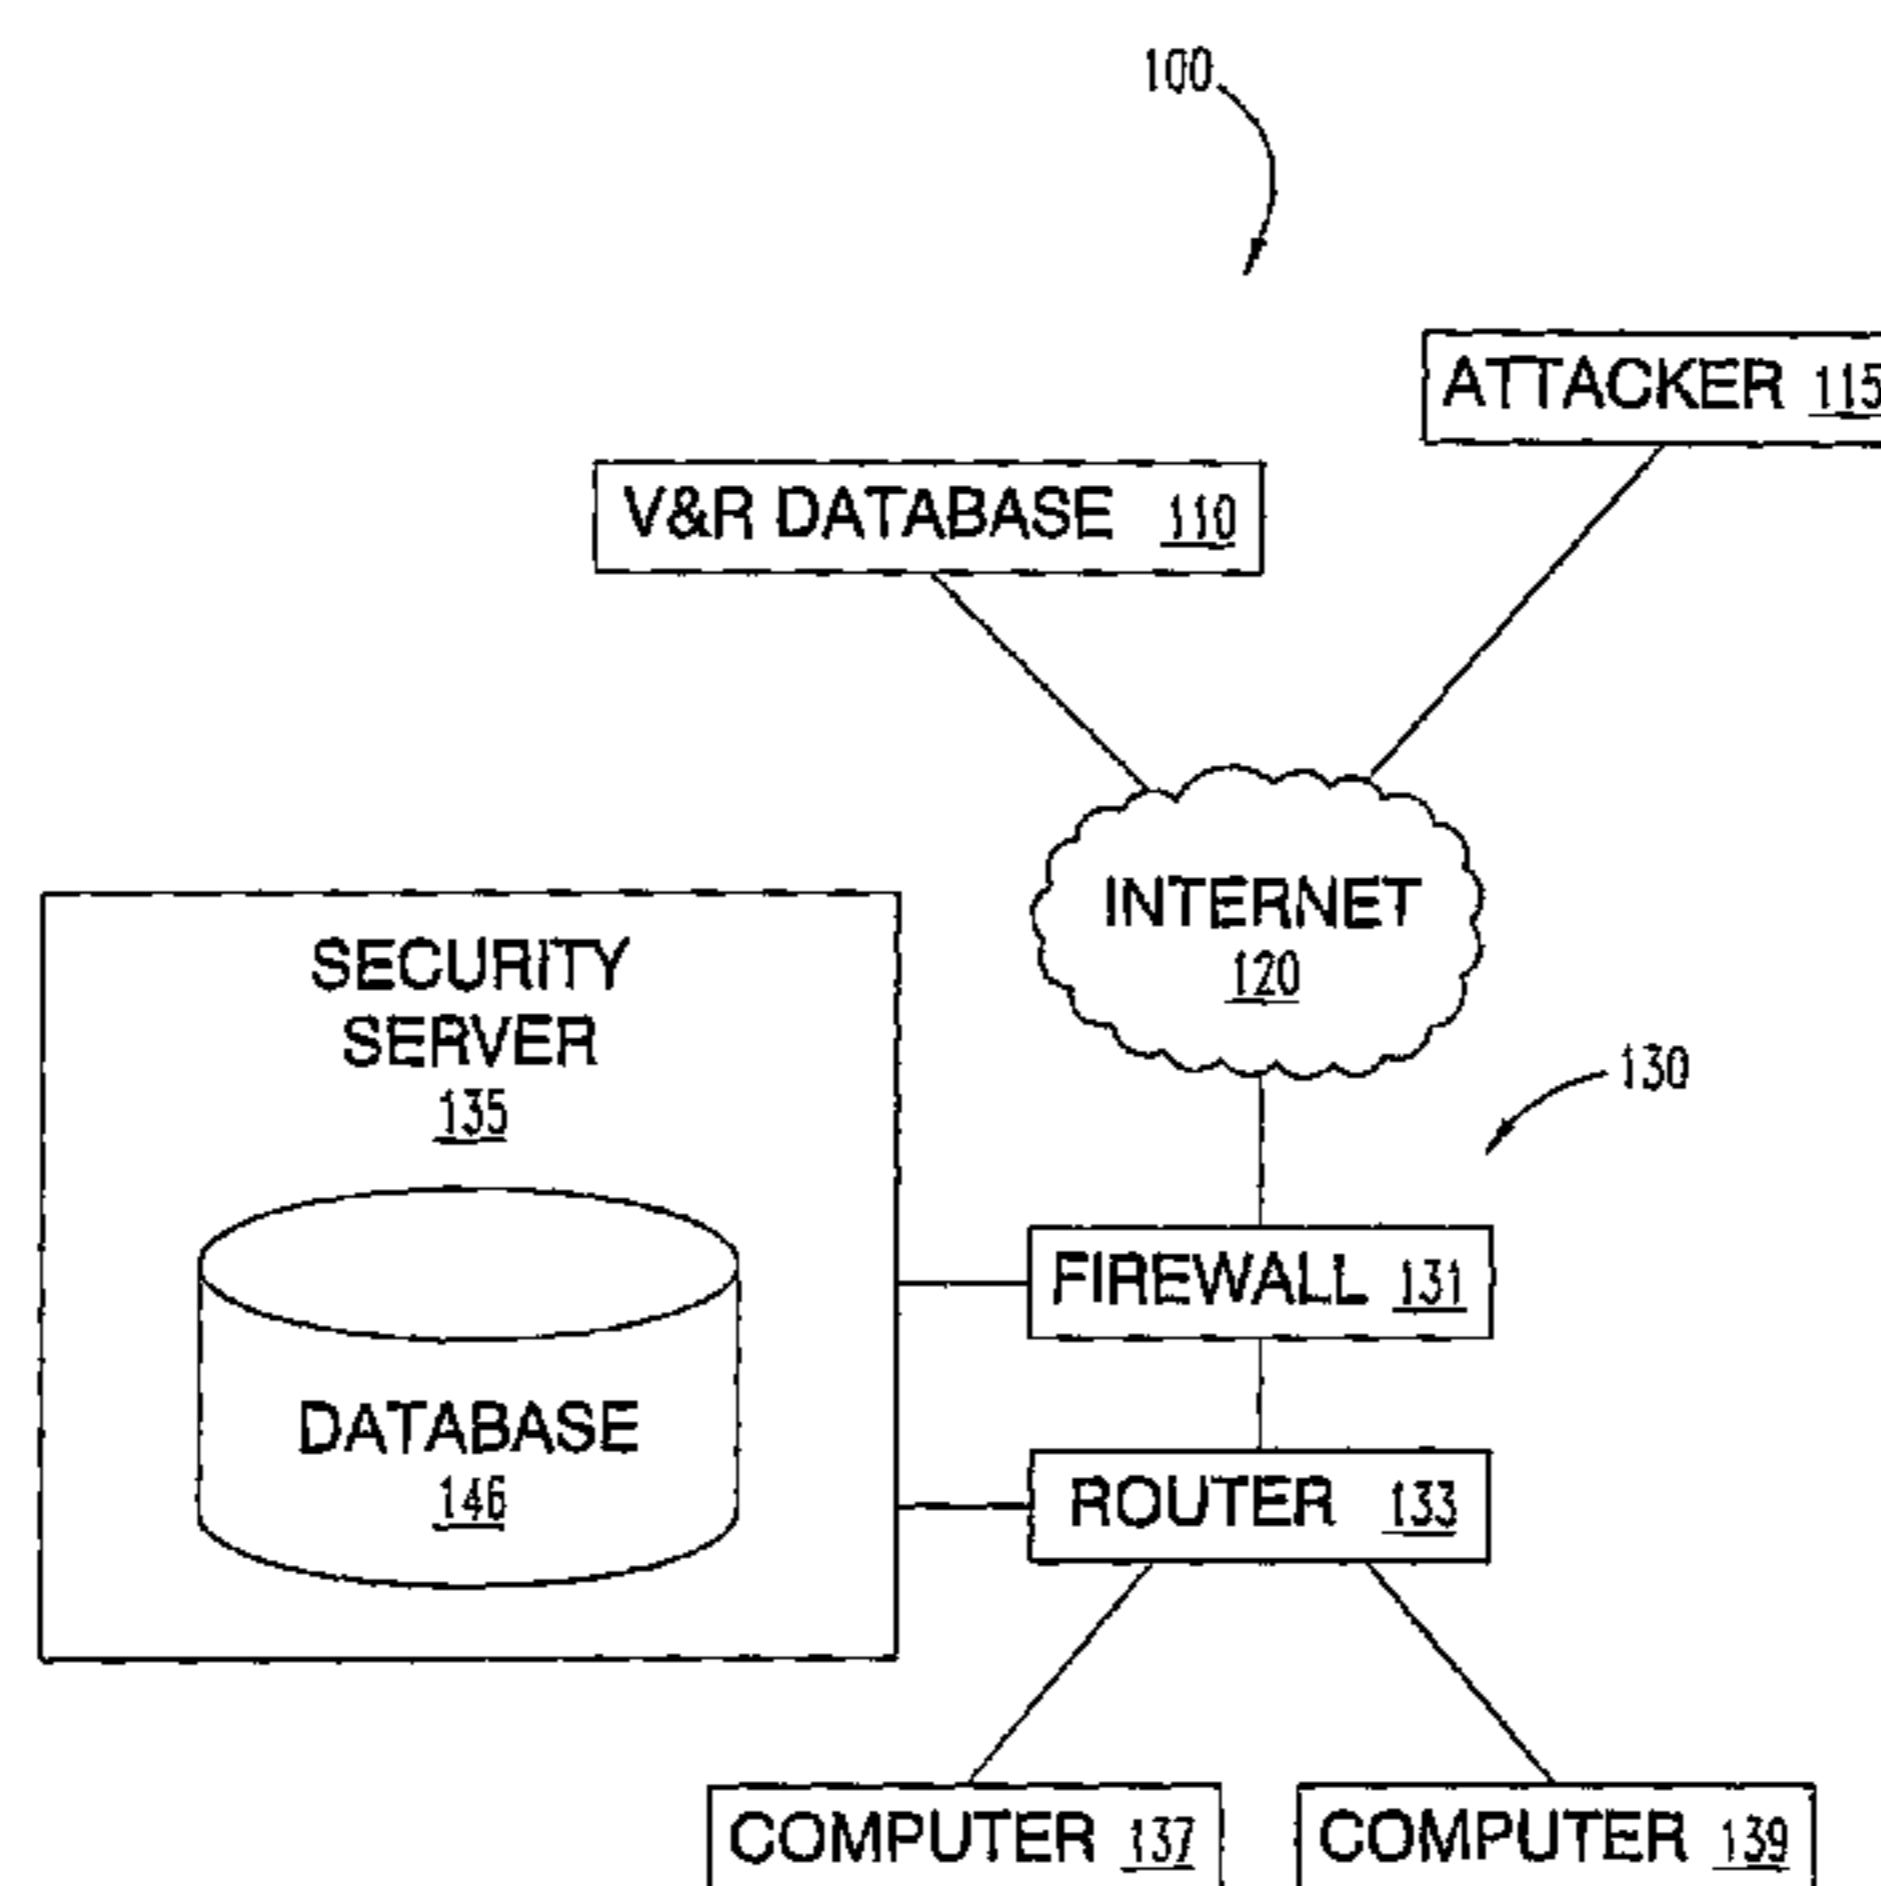 100
ATTACKER 115
V&R DATABASE 110
INTERNET
120
SECURITY
SERVER
135
130
FIREWALL 131
DATABASE
146
ROUTER 133
COMPUTER 137
COMPUTER 139